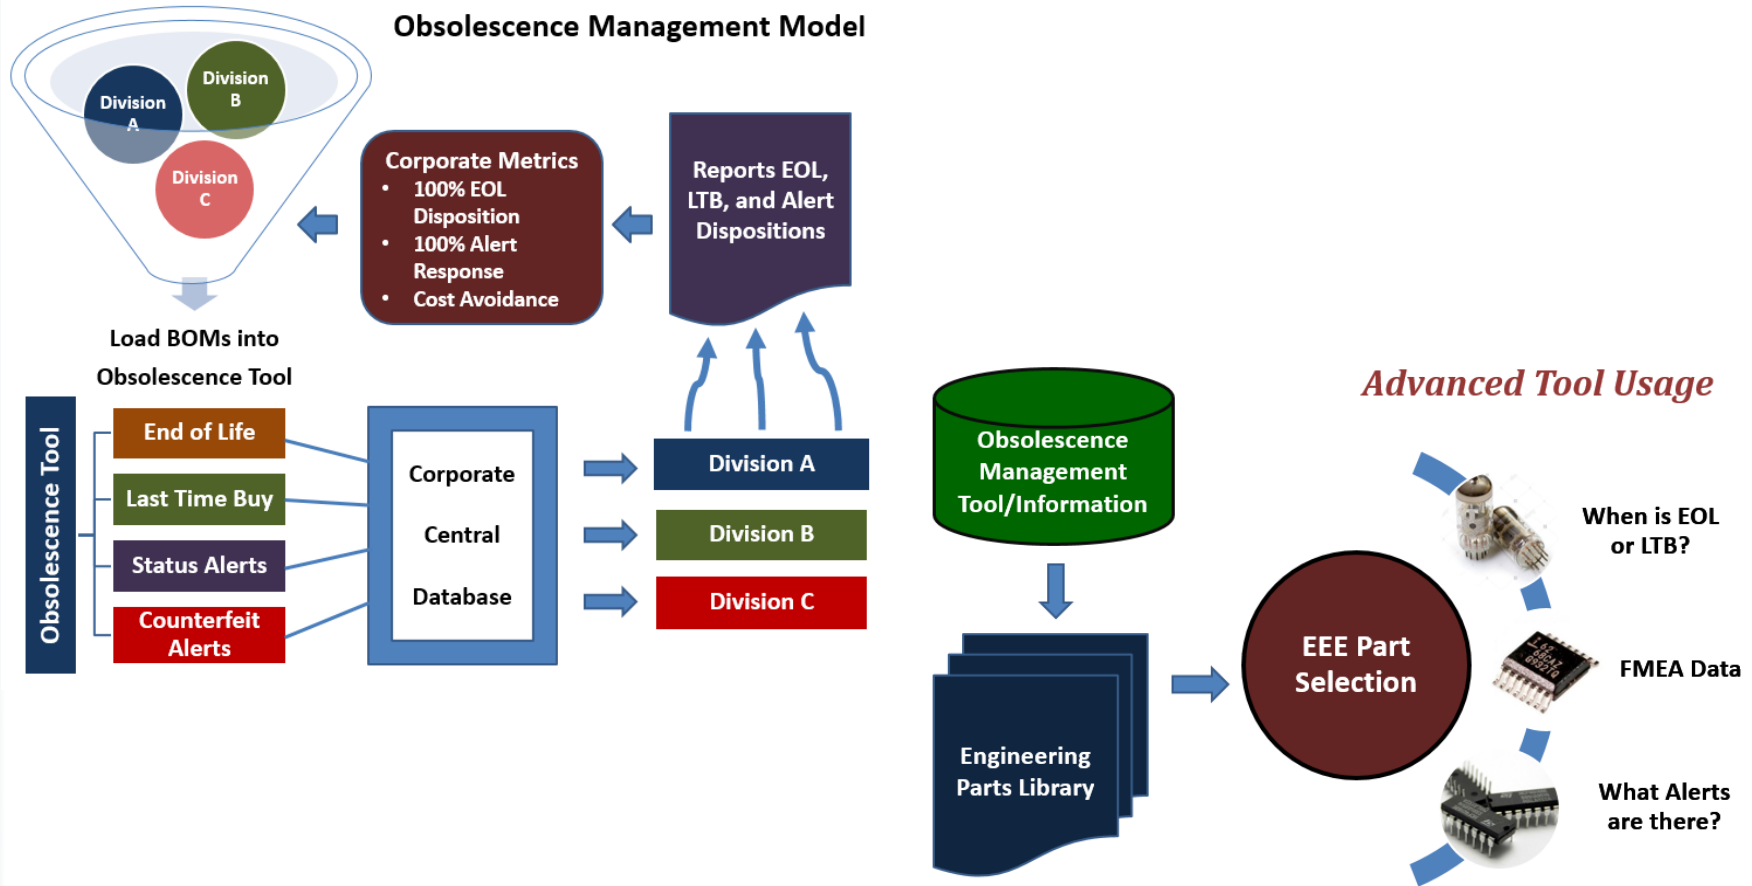 Obsolescence Management Model
Division
A
Division
B
Division
C
Corporate Metrics
• 100% EOL
Disposition
• 100% Alert
Response
• Cost Avoidance
Reports EOL,
LTB, and Alert
Dispositions
Load BOMs into
Obsolescence Tool
Obsolescence Tool
End of Life
Last Time Buy
Status Alerts
Counterfeit
Alerts
Corporate
Central
Database
Division A
Division B
Division C
Obsolescence
Management
Tool/Information
Engineering
Parts Library
Advanced Tool Usage
EEE Part
Selection
When is EOL
or LTB?
FMEA Data
What Alerts
are there?